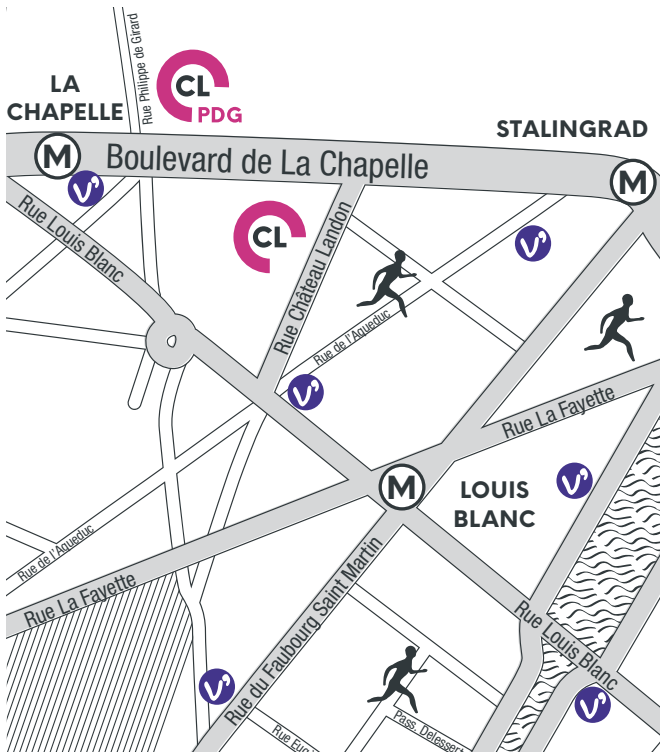 Rue Philippe de Girard
CL
PDG
LA
CHAPELLE
STALINGRAD
M
Boulevard de La Chapelle
M
V'
Rue Louis Blanc
CL
Rue Château Landon
V'
Rue de l'Aqueduc
V'
Rue La Fayette
M
LOUIS
BLANC
V'
Rue de l'Aqueduc
Rue La Fayette
Rue du Faubourg Saint Martin
Rue Louis Blanc
V'
V'
Pass. Delessert
Rue